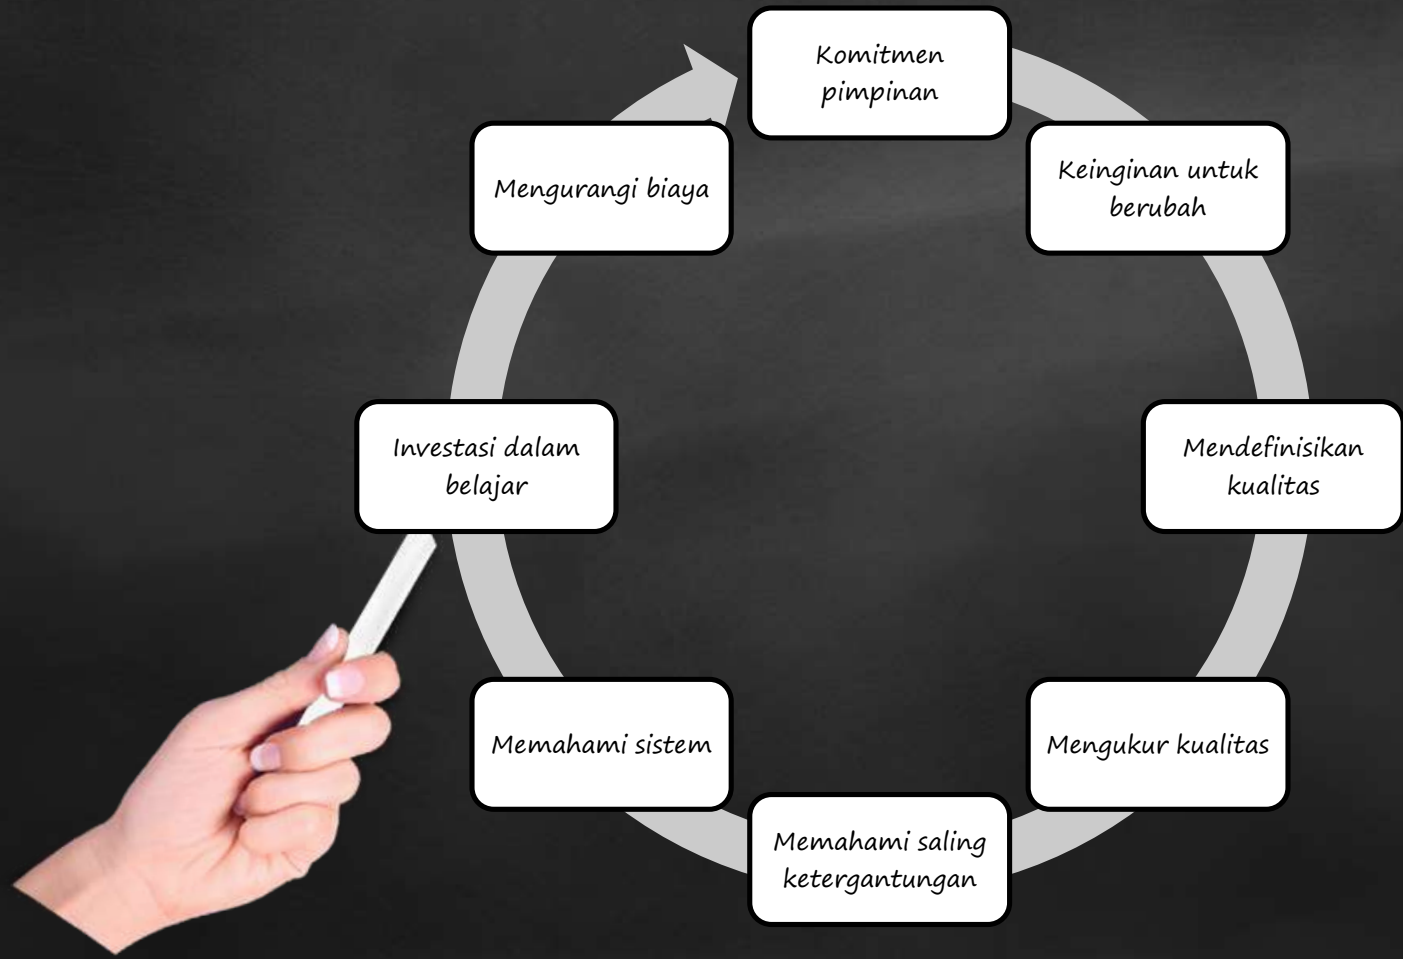 Komitmen
pimpinan
Keinginan untuk
berubah
Mendefinisikan
kualitas
Mengukur kualitas
Memahami saling
ketergantungan
Memahami sistem
Investasi dalam
belajar
Mengurangi biaya